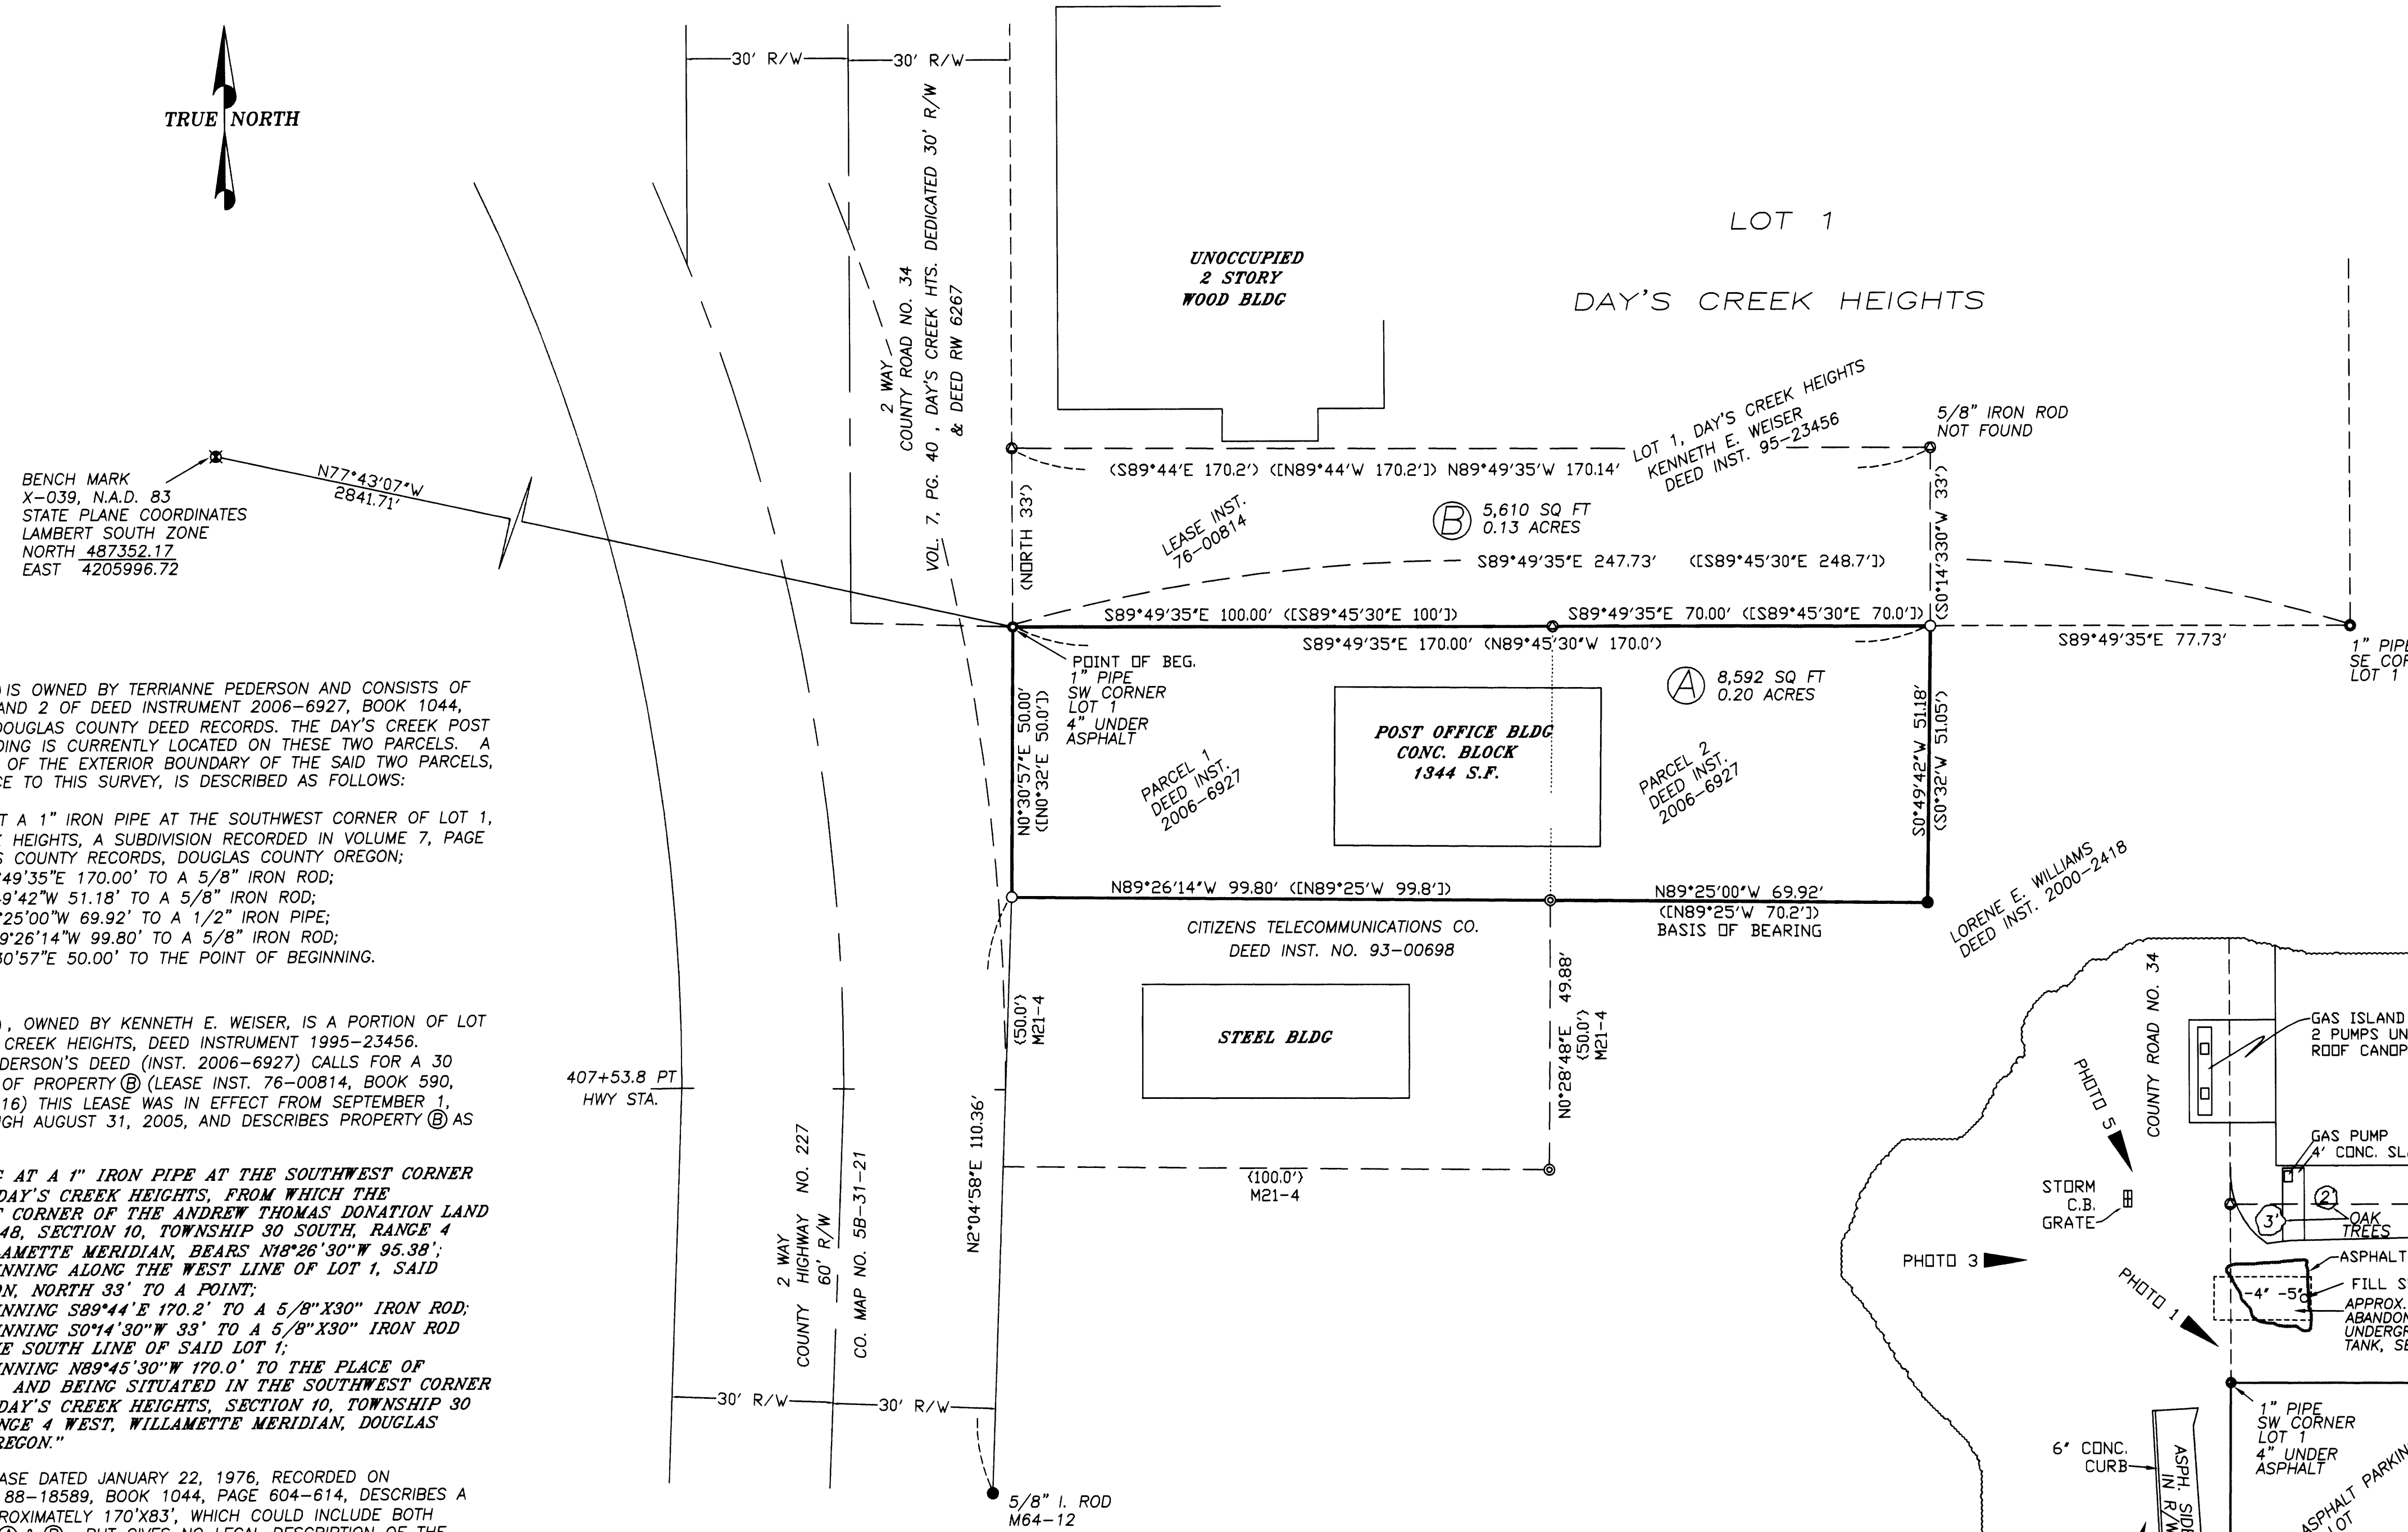 TRUE NORTH
30' R/W
30' R/W
2 WAY
COUNTY ROAD NO. 34
VOL. 7, PG. 40 , DAY'S CREEK HTS. DEDICATED 30' R/W
& DEED RW 6267
UNOCCUPIED
2 STORY
WOOD BLDG
LOT 1
DAY'S CREEK HEIGHTS
LOT 1, DAY'S CREEK HEIGHTS
KENNETH E. WEISER
DEED INST. 95-23456
5/8" IRON ROD
NOT FOUND
BENCH MARK
X-039, N.A.D. 83
STATE PLANE COORDINATES
LAMBERT SOUTH ZONE
NORTH 487352.17
EAST 4205996.72
N77°43'07"W
2841.71'
(S89°44'E 170.2') ([N89°44'W 170.2']) N89°49'35'W 170.14'
(NORTH 33')
LEASE INST.
76-00814
B
5,610 SQ FT
0.13 ACRES
(S0°14'330"W 33')
S89°49'35"E 247.73' ([S89°45'30"E 248.7'])
S89°49'35"E 100.00' ([S89°45'30"E 100'])
S89°49'35"E 70.00' ([S89°45'30"E 70.0'])
S89°49'35"E 170.00' (N89°45'30"W 170.0')
S89°49'35"E 77.73'
1" PIPE
LOT 1
POINT OF BEG.
1" PIPE
SW CORNER
LOT 1
4" UNDER
ASPHALT
N0°30'57"E 50.00'
([N0°32'E 50.0'])
PARCEL 1
DEED INST.
2006-6927
POST OFFICE BLDG
CONC. BLOCK
1344 S.F.
A
8,592 SQ FT
0.20 ACRES
PARCEL 2
DEED INST.
2006-6927
S0°49'42"W 51.18'
(S0°32'W 51.05')
N89°26'14"W 99.80' ([N89°25'W 99.8'])
N89°25'00"W 69.92'
([N89°25'W 70.2'])
BASIS OF BEARING
CITIZENS TELECOMMUNICATIONS CO.
DEED INST. NO. 93-00698
LORENE E. WILLIAMS
DEED INST. 2000-2418
STEEL BLDG
(50.0')
M21-4
N0°28'48"E 49.88'
(50.0')
M21-4
(100.0')
M21-4
407+53.8 PT
HWY STA.
N2°04'58"E 110.36'
2 WAY
COUNTY HIGHWAY NO. 227
60' R/W
CO. MAP NO. 5B-31-21
30' R/W
30' R/W
5/8" I. ROD
M64-12
IS OWNED BY TERRIANNE PEDERSON AND CONSISTS OF
AND 2 OF DEED INSTRUMENT 2006-6927, BOOK 1044,
DOUGLAS COUNTY DEED RECORDS. THE DAY'S CREEK POST
IS CURRENTLY LOCATED ON THESE TWO PARCELS. A
OF THE EXTERIOR BOUNDARY OF THE SAID TWO PARCELS,
TO THIS SURVEY, IS DESCRIBED AS FOLLOWS:
A 1" IRON PIPE AT THE SOUTHWEST CORNER OF LOT 1,
HEIGHTS, A SUBDIVISION RECORDED IN VOLUME 7, PAGE
COUNTY RECORDS, DOUGLAS COUNTY OREGON;
49'35"E 170.00' TO A 5/8" IRON ROD;
9'42"W 51.18' TO A 5/8" IRON ROD;
25'00"W 69.92' TO A 1/2" IRON PIPE;
9°26'14"W 99.80' TO A 5/8" IRON ROD;
30'57"E 50.00' TO THE POINT OF BEGINNING.
, OWNED BY KENNETH E. WEISER, IS A PORTION OF LOT
CREEK HEIGHTS, DEED INSTRUMENT 1995-23456.
DERSON'S DEED (INST. 2006-6927) CALLS FOR A 30
OF PROPERTY B (LEASE INST. 76-00814, BOOK 590,
16) THIS LEASE WAS IN EFFECT FROM SEPTEMBER 1,
GH AUGUST 31, 2005, AND DESCRIBES PROPERTY B AS
AT A 1" IRON PIPE AT THE SOUTHWEST CORNER
DAY'S CREEK HEIGHTS, FROM WHICH THE
CORNER OF THE ANDREW THOMAS DONATION LAND
48, SECTION 10, TOWNSHIP 30 SOUTH, RANGE 4
LAMETTE MERIDIAN, BEARS N18°26'30"W 95.38';
NNING ALONG THE WEST LINE OF LOT 1, SAID
ON, NORTH 33' TO A POINT;
NNING S89°44'E 170.2' TO A 5/8"X30" IRON ROD;
NNING S0°14'30"W 33' TO A 5/8"X30" IRON ROD
E SOUTH LINE OF SAID LOT 1;
NNING N89°45'30"W 170.0' TO THE PLACE OF
AND BEING SITUATED IN THE SOUTHWEST CORNER
DAY'S CREEK HEIGHTS, SECTION 10, TOWNSHIP 30
NGE 4 WEST, WILLAMETTE MERIDIAN, DOUGLAS
REGON."
ASE DATED JANUARY 22, 1976, RECORDED ON
88-18589, BOOK 1044, PAGE 604-614, DESCRIBES A
ROXIMATELY 170'X83', WHICH COULD INCLUDE BOTH
A & B, BUT GIVES NO LEGAL DESCRIPTION OF THE
COUNTY ROAD NO. 34
GAS ISLAND
2 PUMPS
ROOF CANOP
GAS PUMP
4' CONC.
PHOTO 5
STORM
C.B.
GRATE
3'
2'
OAK
TREES
PHOTO 3
ASPHALT
FILL
-4" -5"
APPROX.
ABANDON
UNDERGR
TANK,
PHOTO 1
1" PIPE
SW CORNER
LOT 1
4" UNDER
ASPHALT
6" CONC.
CURB
ASPH.
IN R/W
ASPHALT PARKIN
LOT